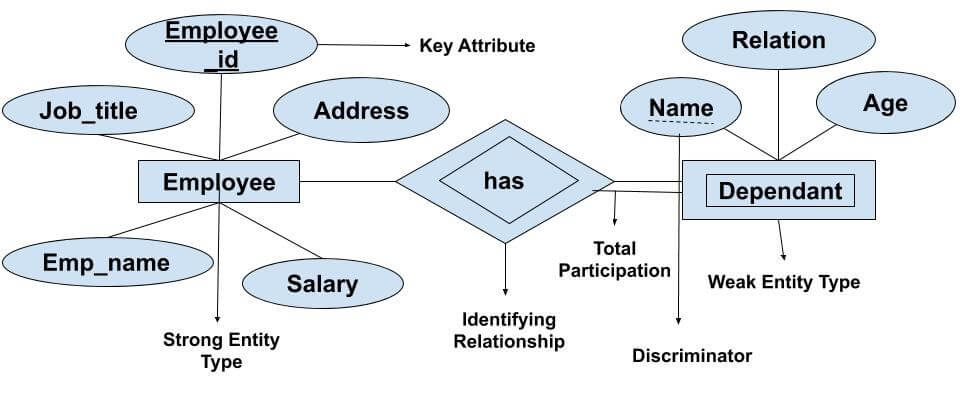 Employee
_id
Key Attribute
Relation
Job_title
Address
Name
Age
Employee
has
Dependant
Emp_name
Salary
Total
Participation
Weak Entity Type
Strong Entity
Type
Identifying
Relationship
Discriminator